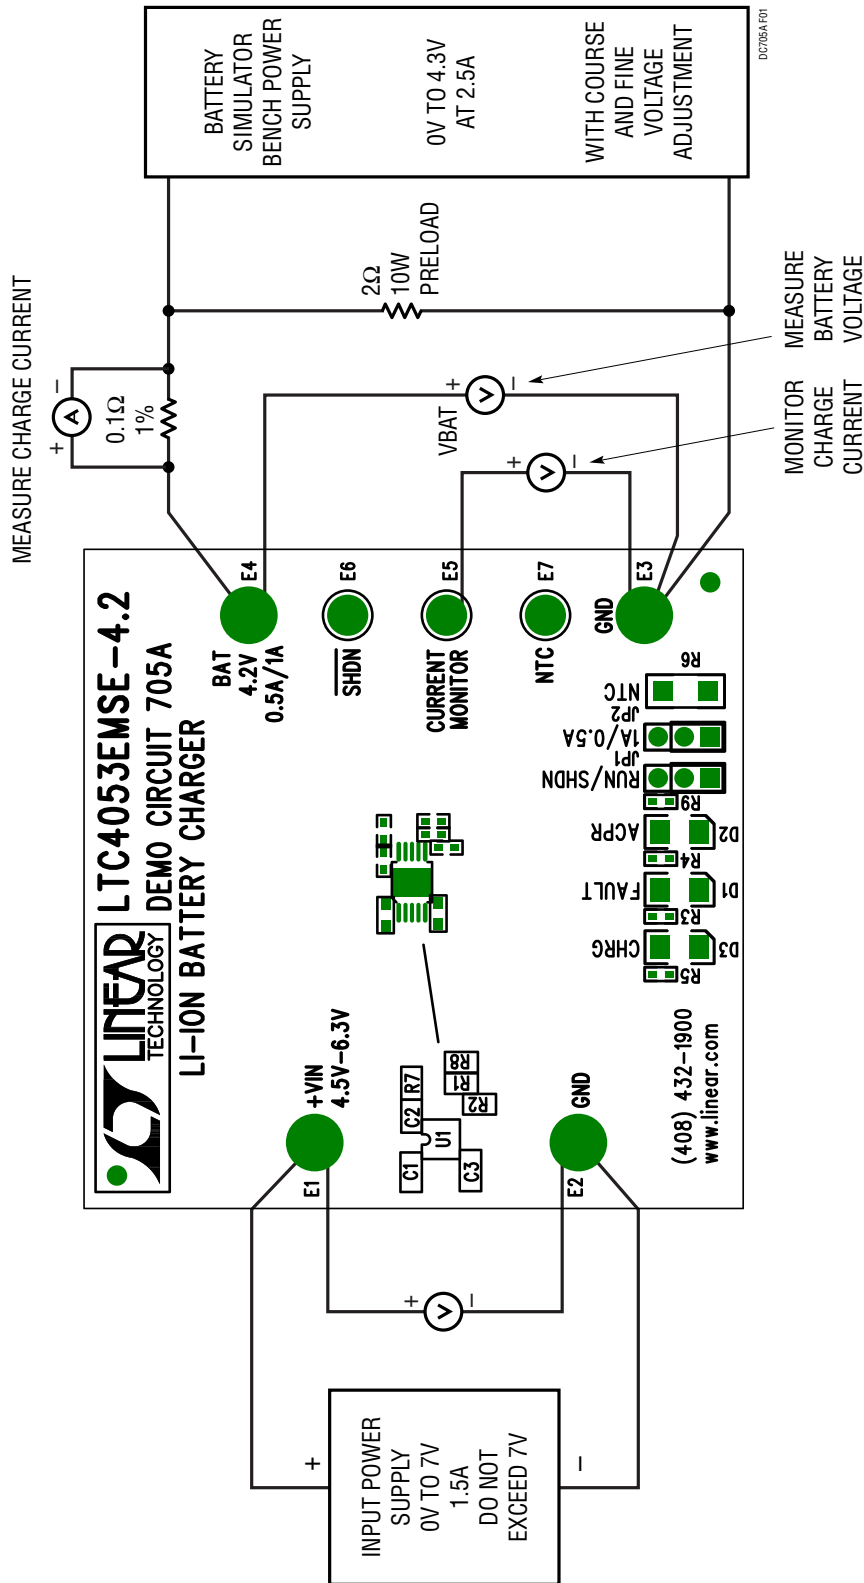 MEASURE CHARGE CURRENT
+
A
–
0.1Ω
1%
2Ω
10W
PRELOAD
BATTERY
SIMULATOR
BENCH POWER
SUPPLY
0V TO 4.3V
AT 2.5A
WITH COURSE
AND FINE
VOLTAGE
ADJUSTMENT
DC705A F01
VBAT
+
V
–
+
V
–
MEASURE
BATTERY
VOLTAGE
MONITOR
CHARGE
CURRENT
LINEAR
TECHNOLOGY
LTC4053EMSE-4.2
DEMO CIRCUIT 705A
LI-ION BATTERY CHARGER
BAT
4.2V
0.5A/1A
E4
SHDN
E6
CURRENT
MONITOR
E5
NTC
E7
GND
E3
+VIN
4.5V-6.3V
E1
GND
E2
C1
C2
R7
U1
C3
R8
R1
R2
R6
NTC
JP2
1A/0.5A
JP1
RUN/SHDN
R9
ACPR
D2
R4
FAULT
D1
R3
CHRG
D3
R5
(408) 432-1900
www.linear.com
+
V
–
+
–
INPUT POWER
SUPPLY
0V TO 7V
1.5A
DO NOT
EXCEED 7V